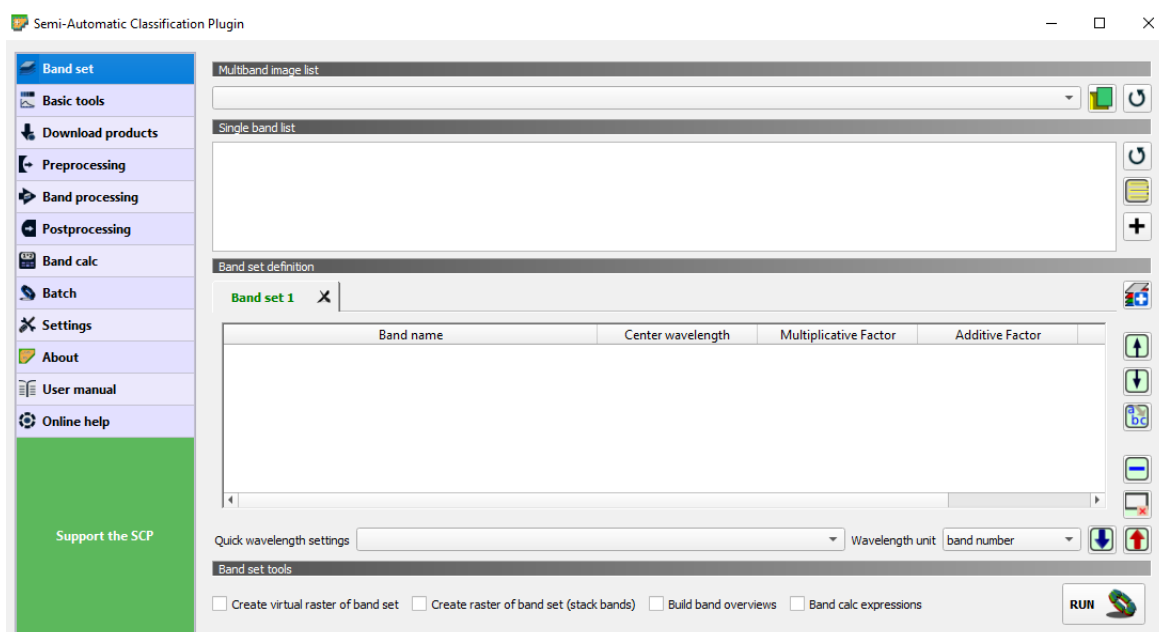 Semi-Automatic Classification Plugin
Band set
Basic tools
Download products
Preprocessing
Band processing
Postprocessing
Band calc
Batch
Settings
About
User manual
Online help
Support the SCP
Multiband image list
Single band list
Band set definition
Band set 1
Band name Center wavelength Multiplicative Factor Additive Factor
Quick wavelength settings Wavelength unit band number
Band set tools
Create virtual raster of band set Create raster of band set (stack bands) Build band overviews Band calc expressions RUN